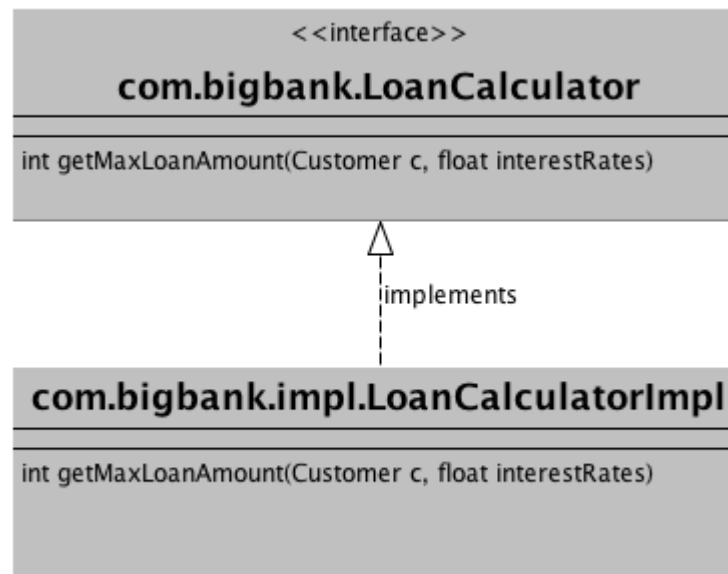 <<interface>>
com.bigbank.LoanCalculator
int getMaxLoanAmount(Customer c, float interestRates)
implements
com.bigbank.impl.LoanCalculatorImpl
int getMaxLoanAmount(Customer c, float interestRates)